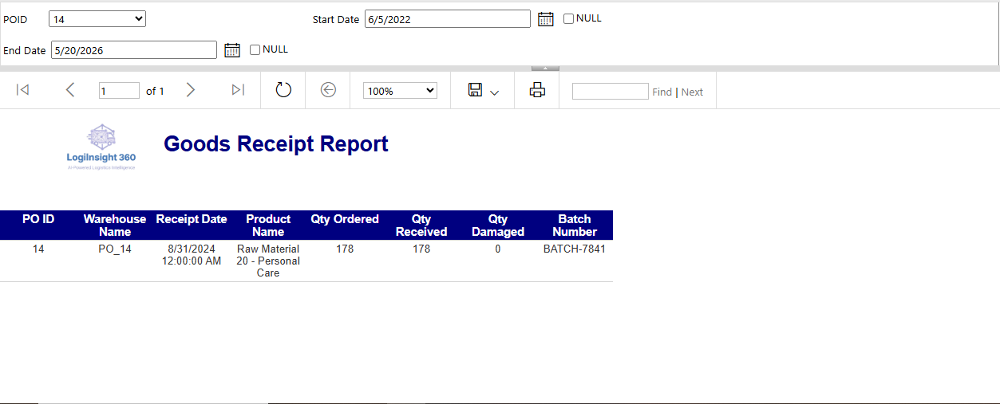 POID 14 Start Date 6/5/2022 NULL
End Date 5/20/2026 NULL
1 of 1 100% Find | Next
LogiInsight 360
AI-Powered Logistics Intelligence
Goods Receipt Report
PO ID Warehouse Name Receipt Date Product Name Qty Ordered Qty Received Qty Damaged Batch Number
14 PO_14 8/31/2024 12:00:00 AM Raw Material 20 - Personal Care 178 178 0 BATCH-7841